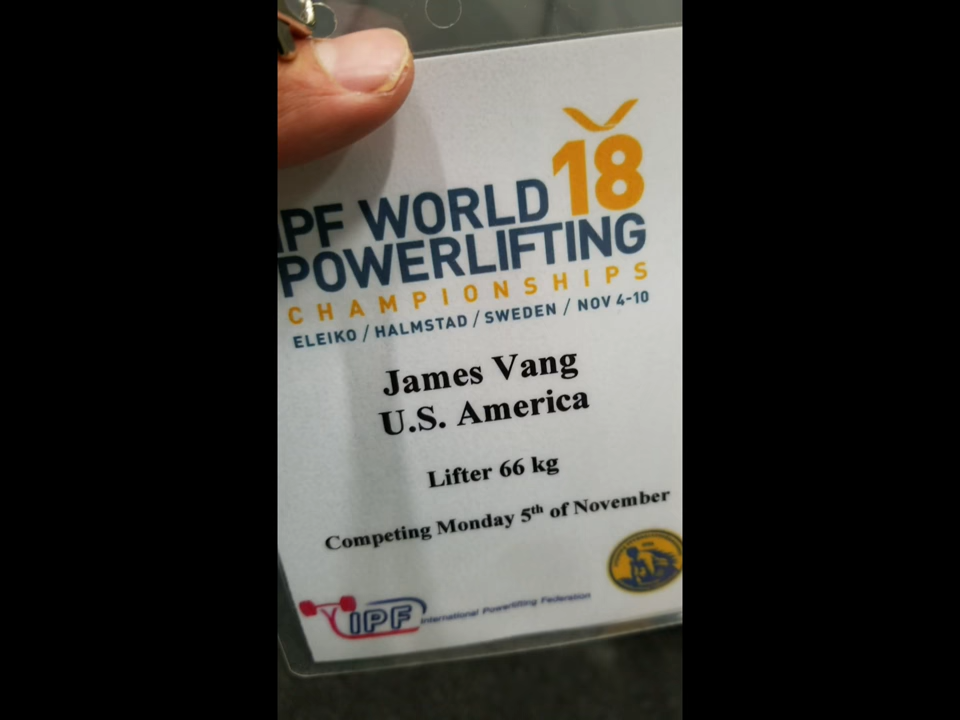 18
IPF WORLD
POWERLIFTING
CHAMPIONSHIPS
ELEIKO / HALMSTAD / SWEDEN / NOV 4-10
James Vang
U.S. America
Lifter 66 kg
Competing Monday 5th of November
IPF International Powerlifting Federation